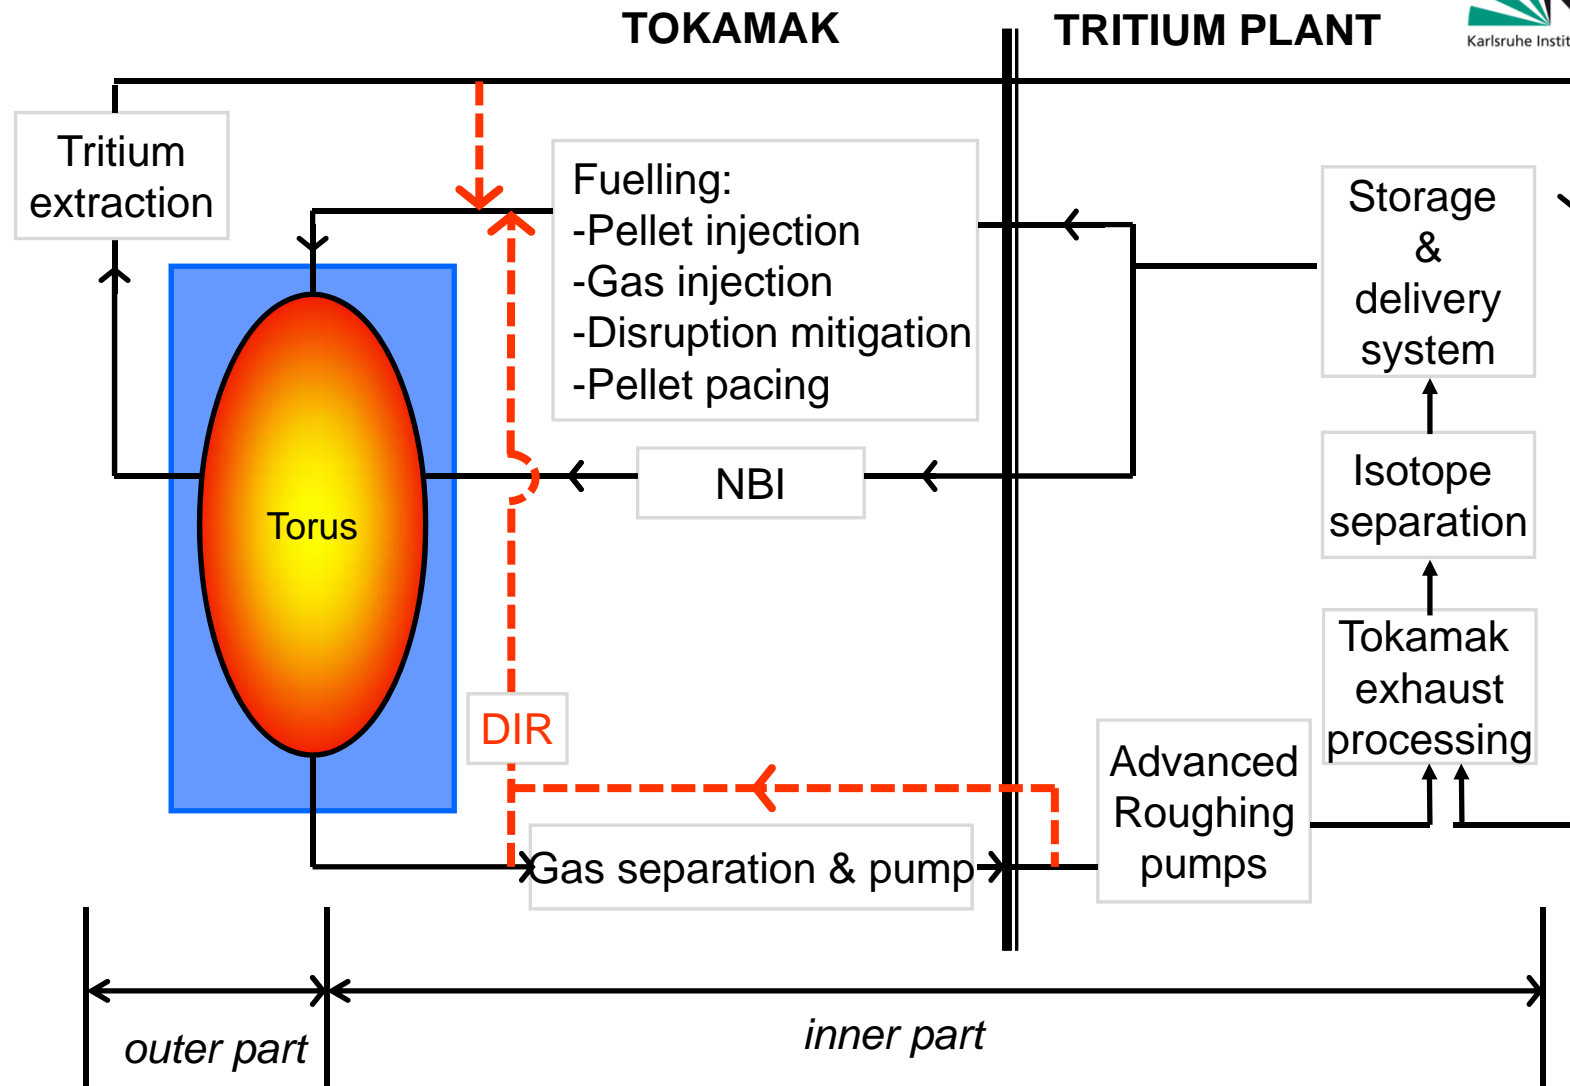 TOKAMAK
TRITIUM PLANT
Tritium
extraction
Fuelling:
-Pellet injection
-Gas injection
-Disruption mitigation
-Pellet pacing
Storage
&
delivery
system
NBI
Isotope
separation
Torus
Tokamak
exhaust
processing
DIR
Advanced
Roughing
pumps
Gas separation & pump
outer part
inner part
Karlsruhe